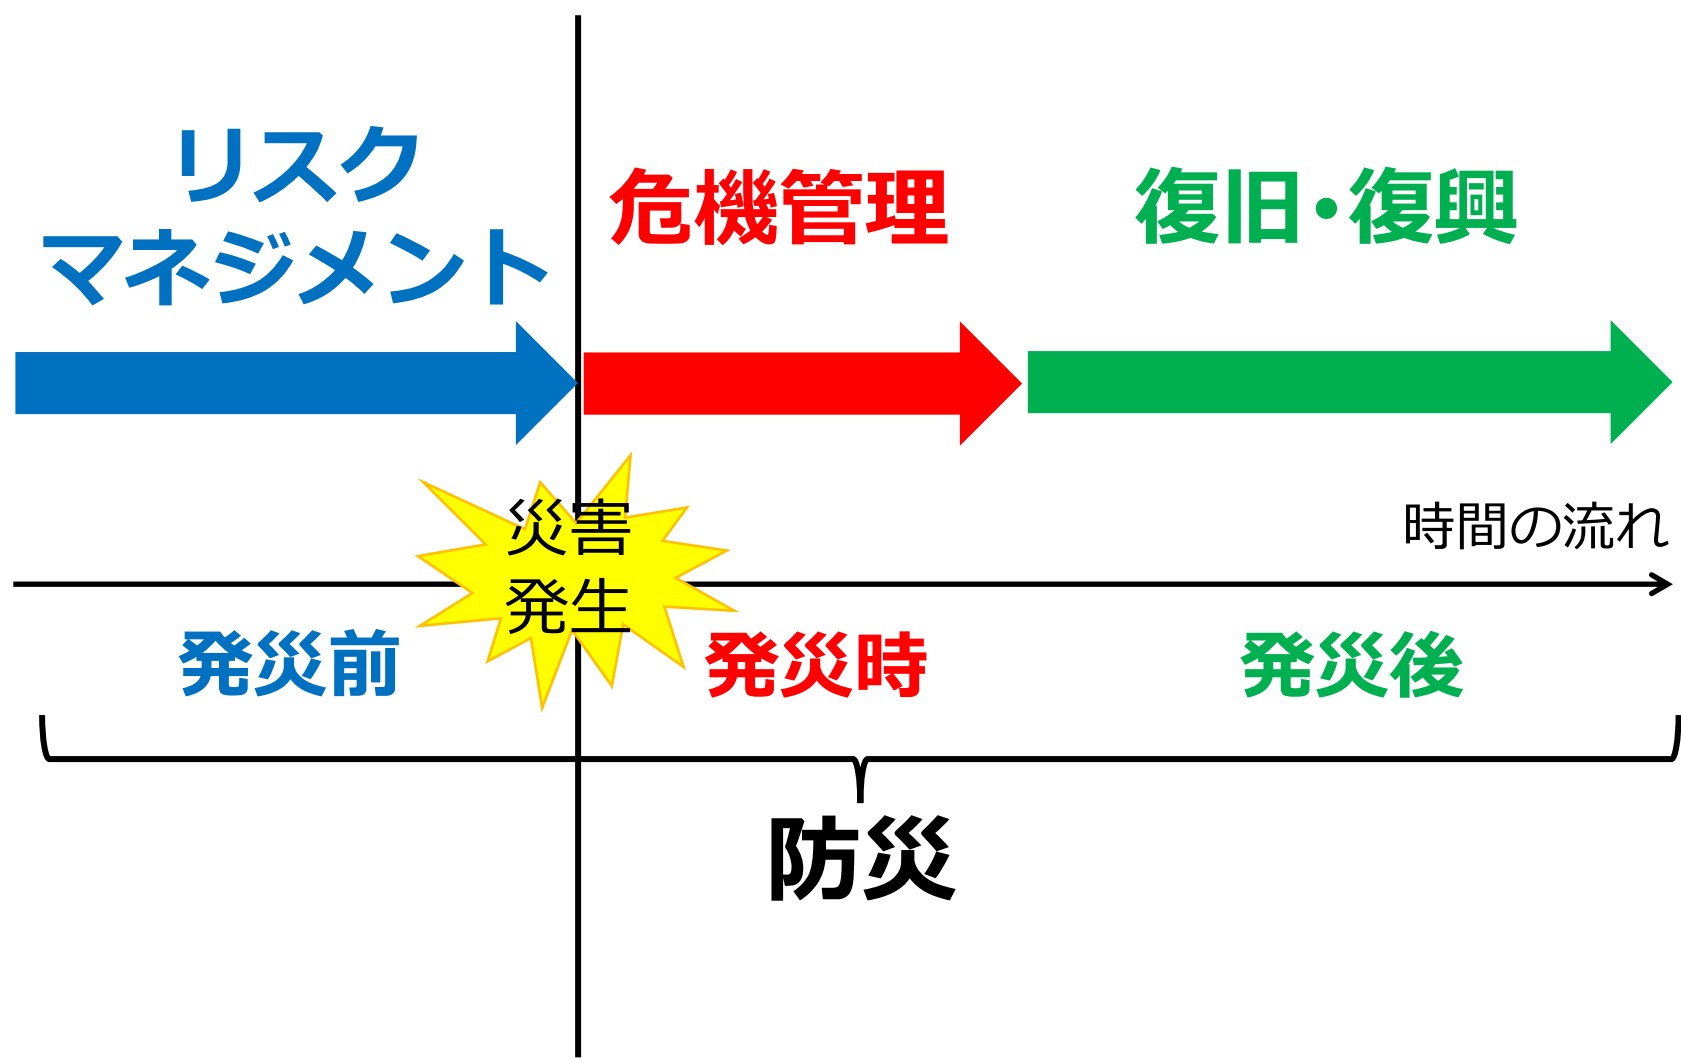 リスク
マネジメント
危機管理
復旧・復興
災害
発生
時間の流れ
発災前
発災時
発災後
防災